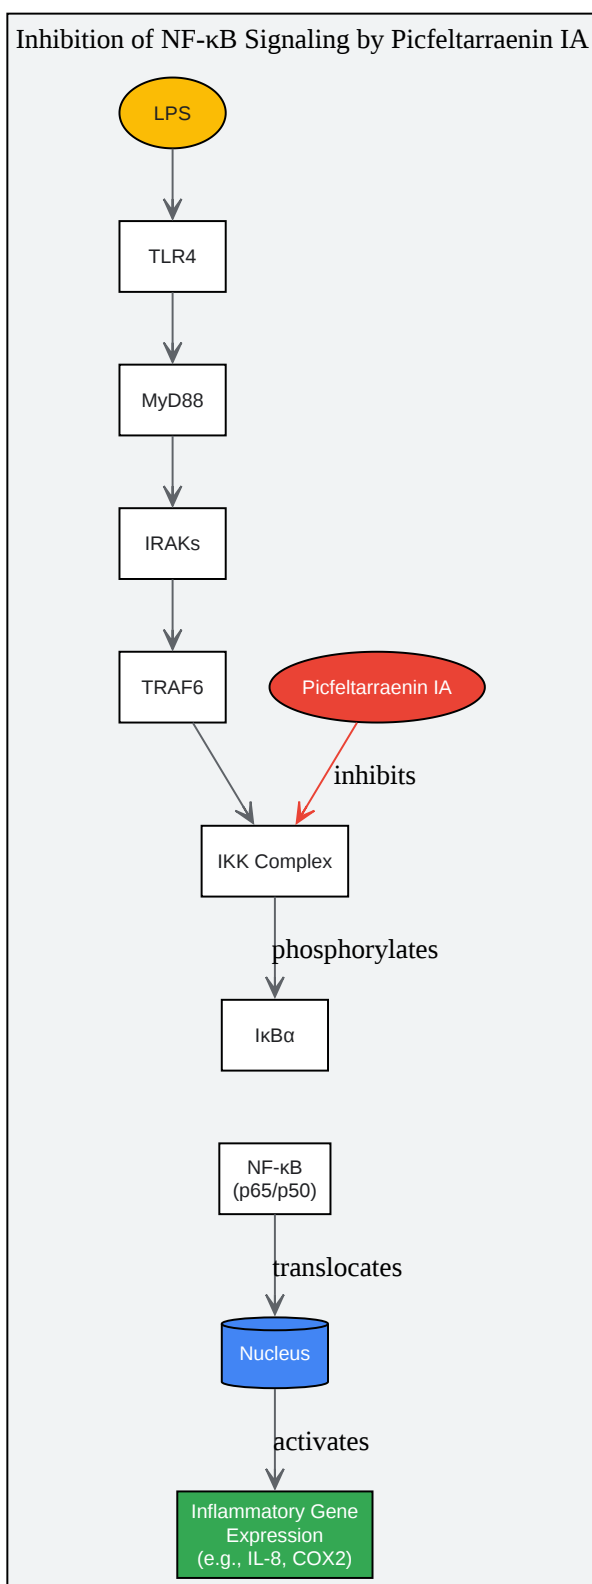 Inhibition of NF-κB Signaling by Picfeltarraenin IA
LPS
TLR4
MyD88
IRAKs
TRAF6
Picfeltarraenin IA
inhibits
IKK Complex
phosphorylates
IκBα
NF-κB
(p65/p50)
translocates
Nucleus
activates
Inflammatory Gene
Expression
(e.g., IL-8, COX2)